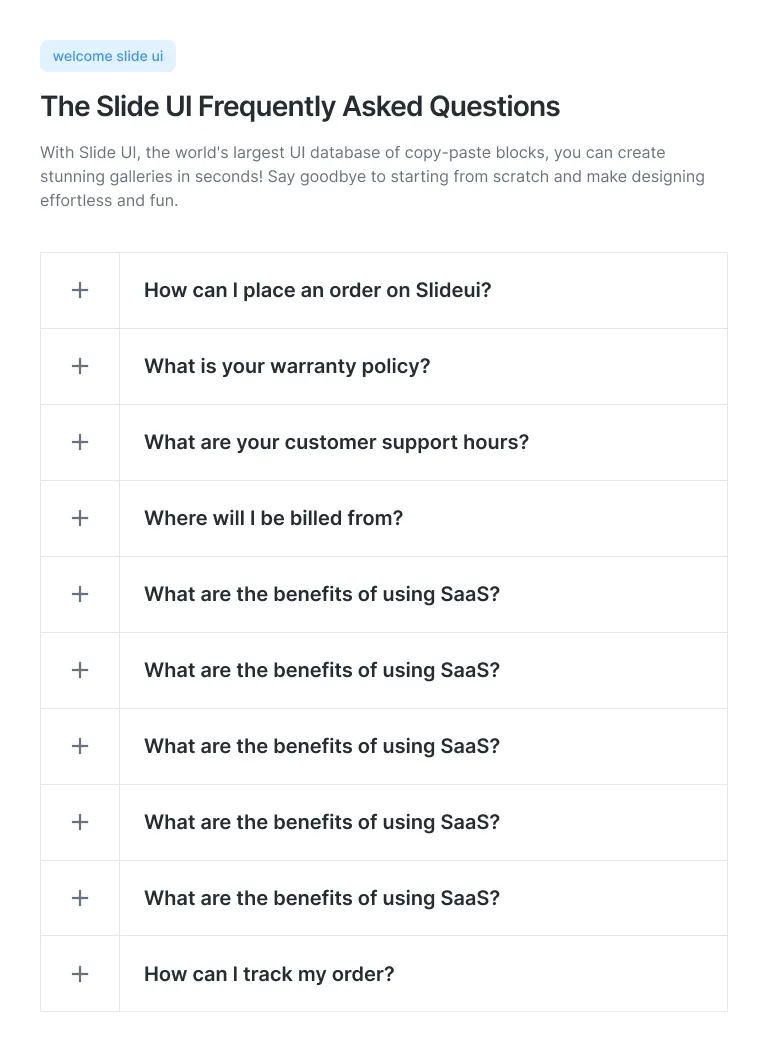 welcome slide ui
The Slide UI Frequently Asked Questions
With Slide UI, the world's largest UI database of copy-paste blocks, you can create
stunning galleries in seconds! Say goodbye to starting from scratch and make designing
effortless and fun.
How can I place an order on Slideui?
What is your warranty policy?
What are your customer support hours?
Where will I be billed from?
What are the benefits of using SaaS?
What are the benefits of using SaaS?
What are the benefits of using SaaS?
What are the benefits of using SaaS?
What are the benefits of using SaaS?
How can I track my order?